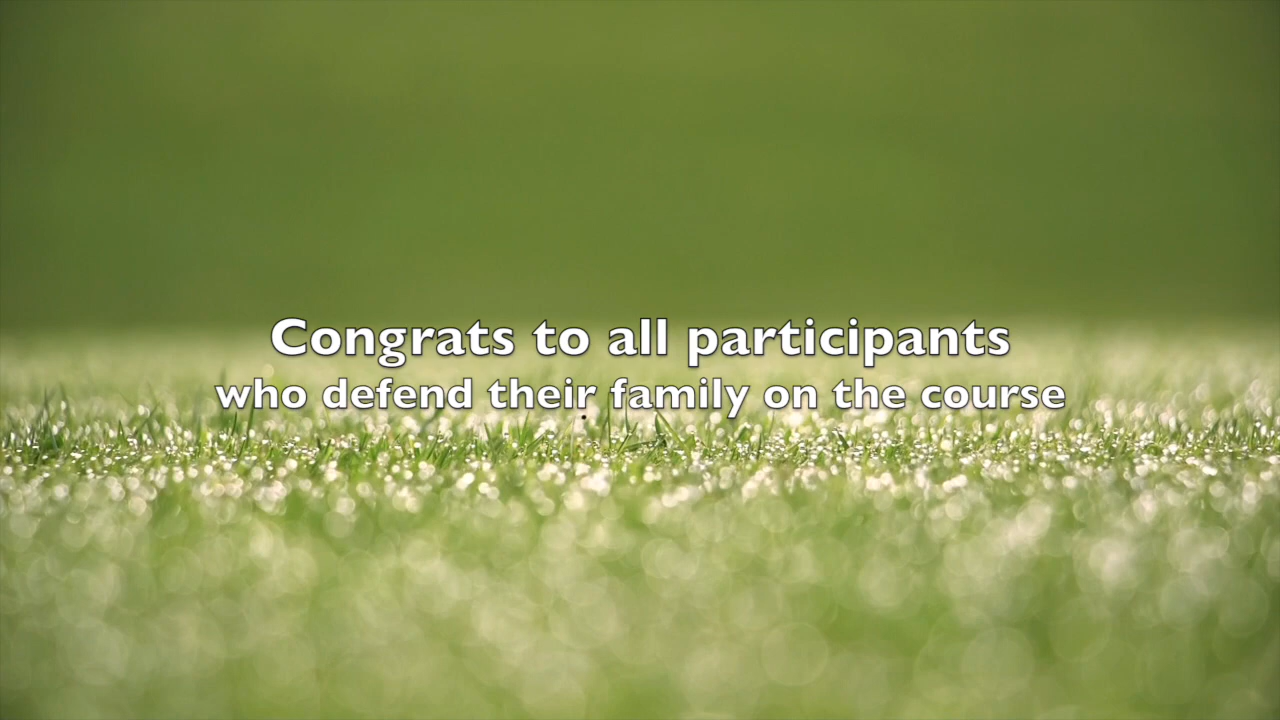 Congrats to all participants
who defend their family on the course